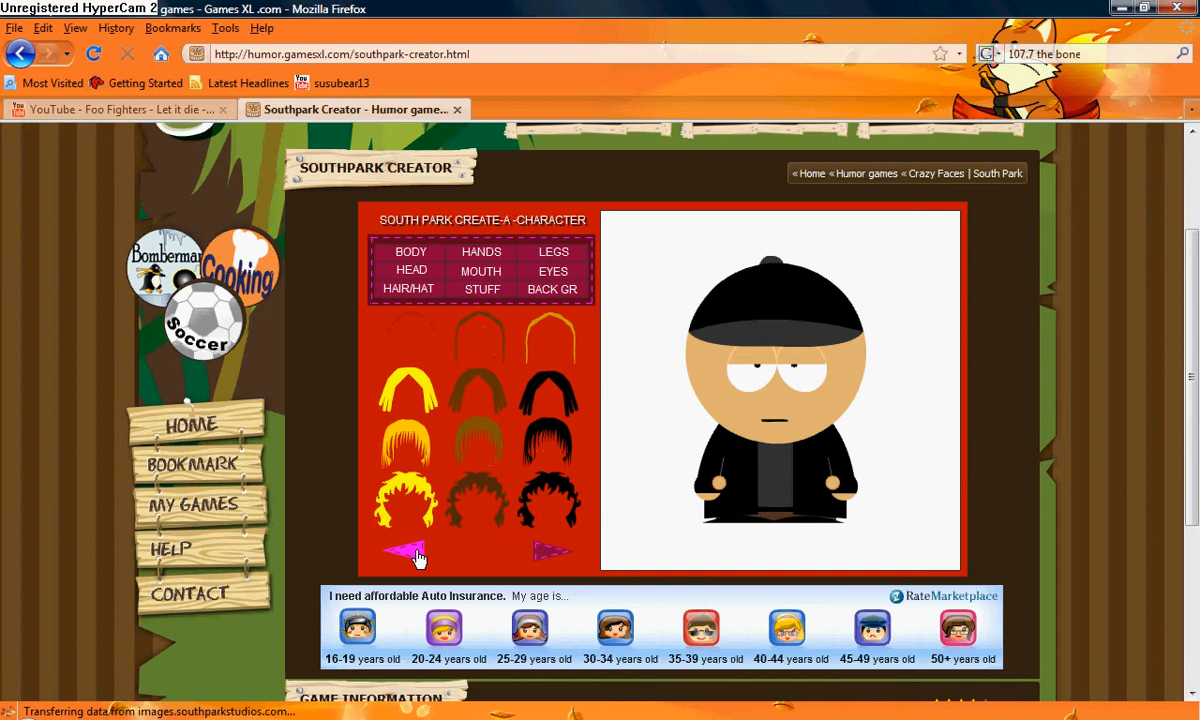 Unregistered HyperCam 2 games - Games XL .com - Mozilla Firefox
File Edit View History Bookmarks Tools Help
http://humor.gamesxl.com/southpark-creator.html
107.7 the bone
Most Visited Getting Started Latest Headlines susubear13
YouTube - Foo Fighters - Let it die -...
Southpark Creator - Humor game...
SOUTHPARK CREATOR
« Home « Humor games « Crazy Faces | South Park
SOUTH PARK CREATE-A -CHARACTER
BODY HANDS LEGS
HEAD MOUTH EYES
HAIR/HAT STUFF BACK GR
Bomberman
Cooking
Soccer
HOME
BOOKMARK
MY GAMES
HELP
CONTACT
I need affordable Auto Insurance. My age is...
RateMarketplace
16-19 years old 20-24 years old 25-29 years old 30-34 years old 35-39 years old 40-44 years old 45-49 years old 50+ years old
GAME INFORMATION
Transferring data from images.southparkstudios.com...